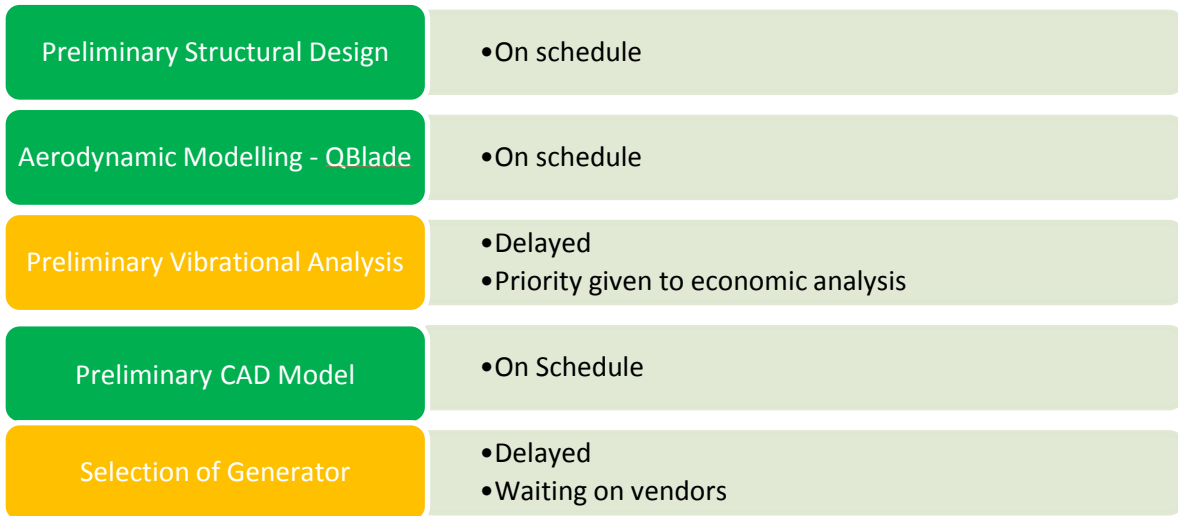 Preliminary Structural Design
•On schedule
Aerodynamic Modelling - QBlade
•On schedule
Preliminary Vibrational Analysis
•Delayed
•Priority given to economic analysis
Preliminary CAD Model
•On Schedule
Selection of Generator
•Delayed
•Waiting on vendors